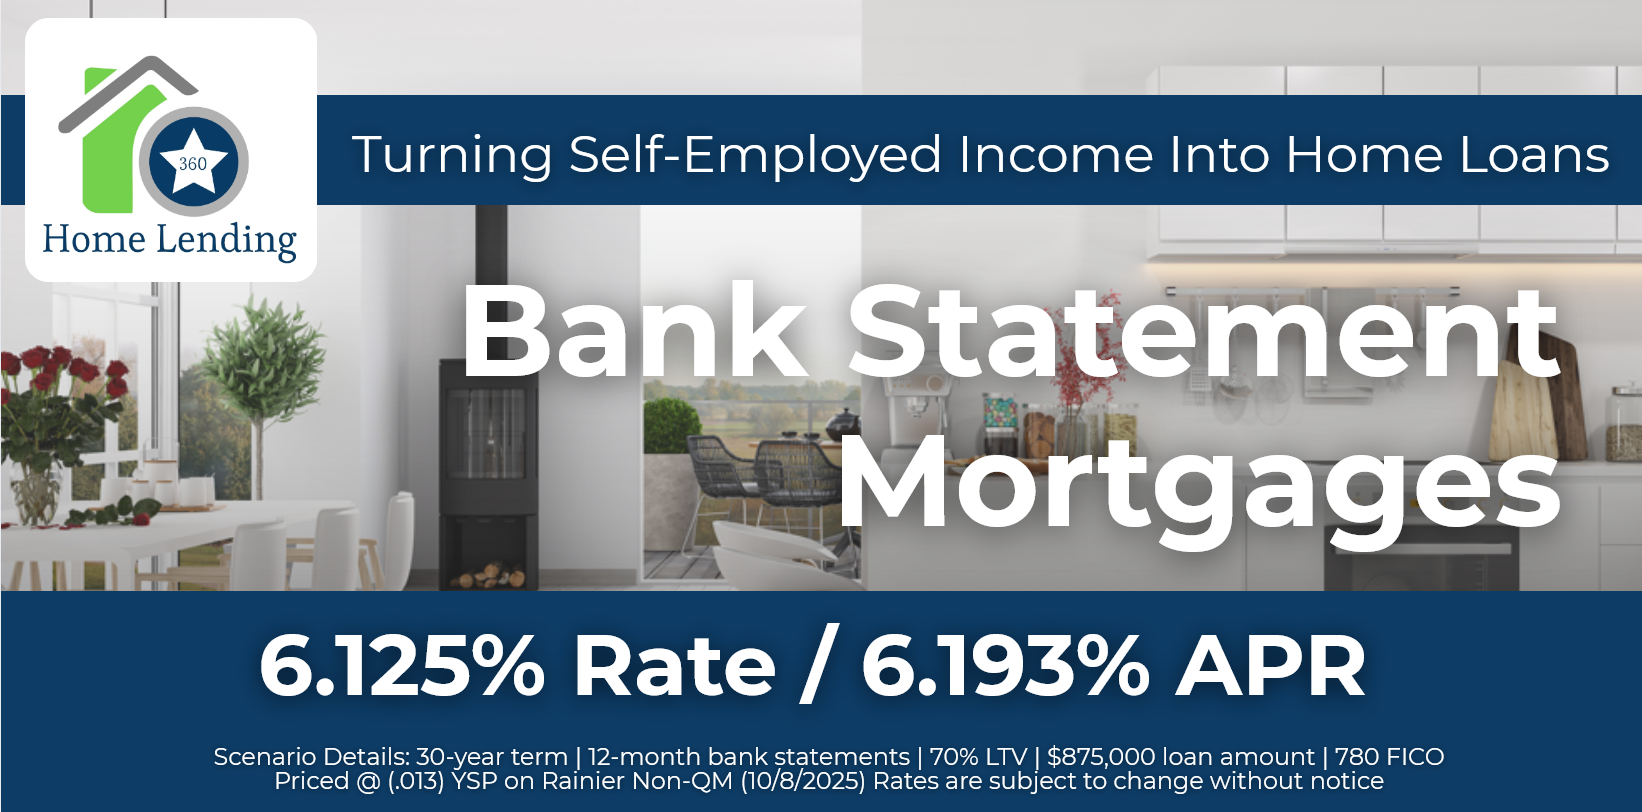 360
Home Lending
Turning Self-Employed Income Into Home Loans
Bank Statement
Mortgages
6.125% Rate / 6.193% APR
Scenario Details: 30-year term | 12-month bank statements | 70% LTV | $875,000 loan amount | 780 FICO
Priced @ (.013) YSP on Rainier Non-QM (10/8/2025) Rates are subject to change without notice